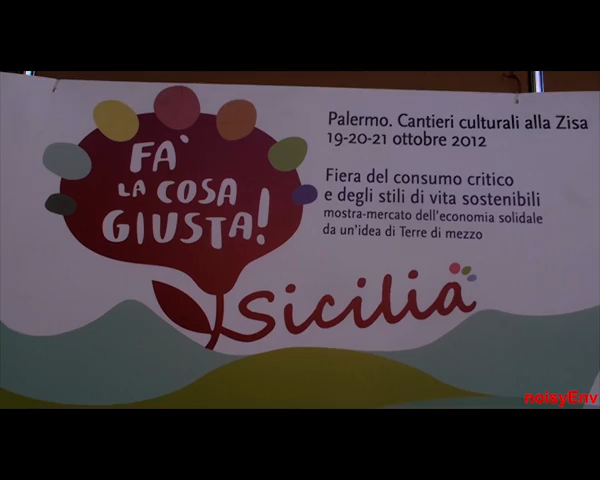 FA'
LA COSA
GIUSTA!
Sicilia
Palermo. Cantieri culturali alla Zisa
19-20-21 ottobre 2012
Fiera del consumo critico
e degli stili di vita sostenibili
mostra-mercato dell'economia solidale
da un'idea di Terre di mezzo
noisyEnv